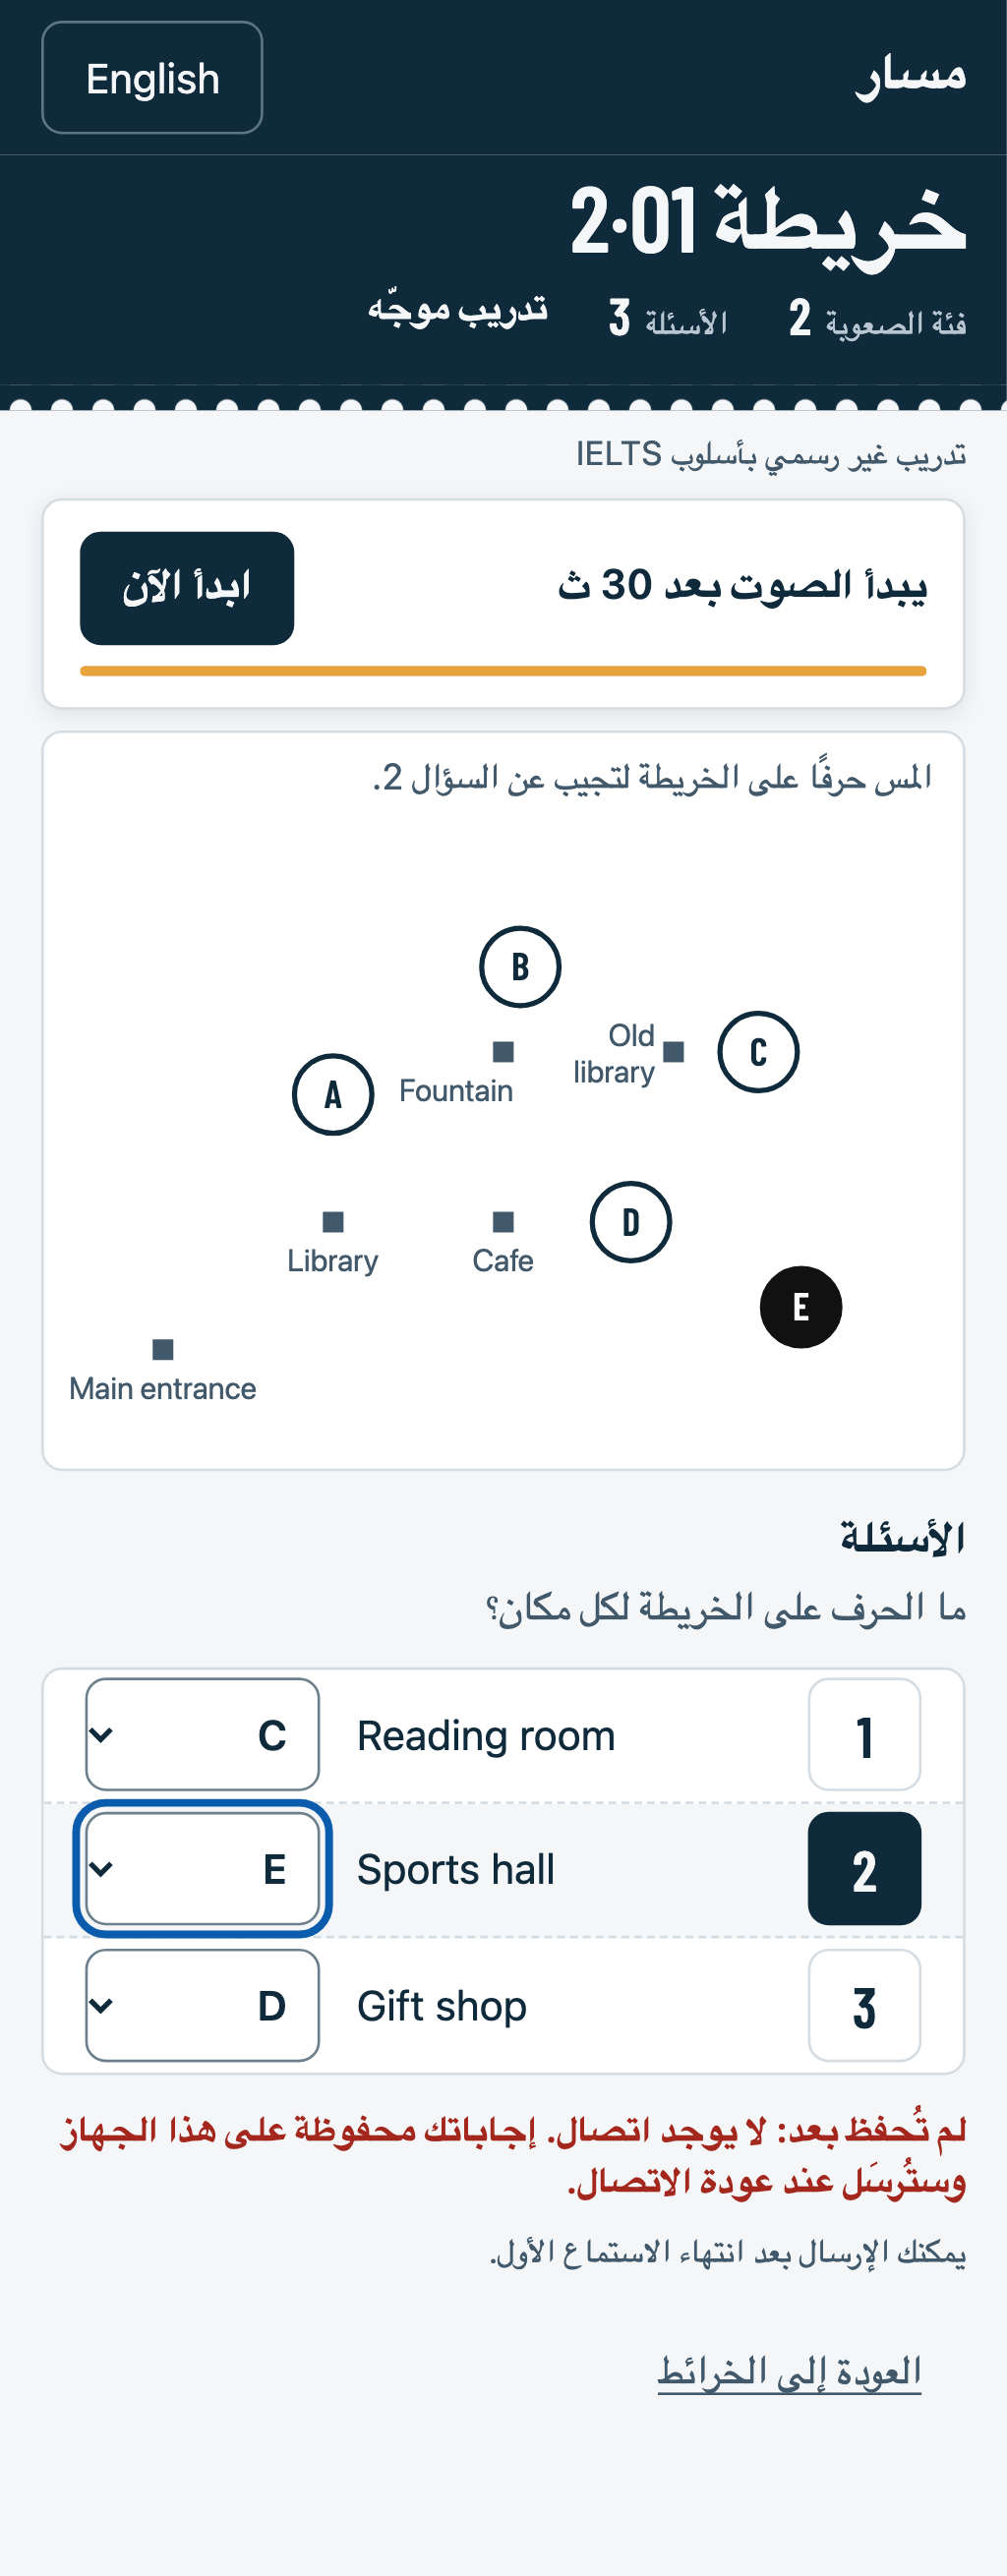 مسار
English
خريطة 2·01
فئة الصعوبة 2 الأسئلة 3 تدريب موجّه
تدريب غير رسمي بأسلوب IELTS
يبدأ الصوت بعد 30 ث
ابدأ الآن
المس حرفًا على الخريطة لتجيب عن السؤال 2.
B
Old
library
C
A
Fountain
D
Library
Cafe
E
Main entrance
الأسئلة
ما الحرف على الخريطة لكل مكان؟
1 Reading room C
2 Sports hall E
3 Gift shop D
لم تُحفظ بعد: لا يوجد اتصال. إجاباتك محفوظة على هذا الجهاز
وستُرسَل عند عودة الاتصال.
يمكنك الإرسال بعد انتهاء الاستماع الأول.
العودة إلى الخرائط